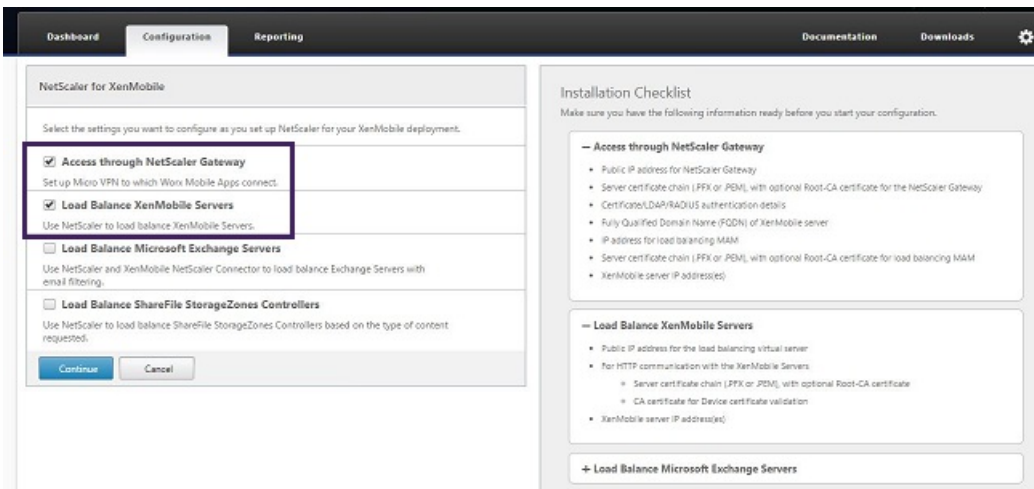 Dashboard
Configuration
Reporting
Documentation
Downloads
NetScaler for XenMobile
Select the settings you want to configure as you set up NetScaler for your XenMobile deployment.
Access through NetScaler Gateway
Set up Micro VPN to which Worx Mobile Apps connect.
Load Balance XenMobile Servers
Use NetScaler to load balance XenMobile Servers.
Load Balance Microsoft Exchange Servers
Use NetScaler and XenMobile NetScaler Connector to load balance Exchange Servers with
email filtering.
Load Balance ShareFile StorageZones Controllers
Use NetScaler to load balance ShareFile StorageZones Controllers based on the type of content
requested.
Continue
Cancel
Installation Checklist
Make sure you have the following information ready before you start your configuration.
– Access through NetScaler Gateway
• Public IP address for NetScaler Gateway
• Server certificate chain (.PFX or .PEM), with optional Root-CA certificate for the NetScaler Gateway
• Certificate/LDAP/RADIUS authentication details
• Fully Qualified Domain Name (FQDN) of XenMobile server
• IP address for load balancing MAM
• Server certificate chain (.PFX or .PEM), with optional Root-CA certificate for load balancing MAM
• XenMobile server IP address(es)
– Load Balance XenMobile Servers
• Public IP address for the load balancing virtual server
• For HTTP communication with the XenMobile Servers
Server certificate chain (.PFX or .PEM), with optional Root-CA certificate
CA certificate for Device certificate validation
• XenMobile server IP address(es)
+ Load Balance Microsoft Exchange Servers